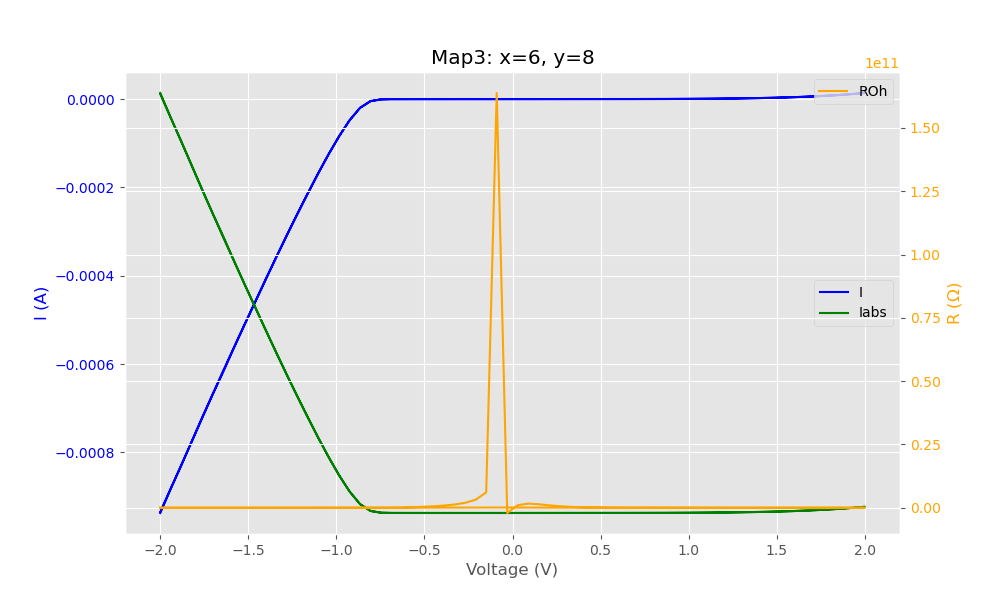 Map3: x=6, y=8
1e11
ROh
0.0000
−0.0002
−0.0004
−0.0006
−0.0008
I (A)
1.50
1.25
1.00
0.75
0.50
0.25
0.00
R (Ω)
I
Iabs
−2.0 −1.5 −1.0 −0.5 0.0 0.5 1.0 1.5 2.0
Voltage (V)